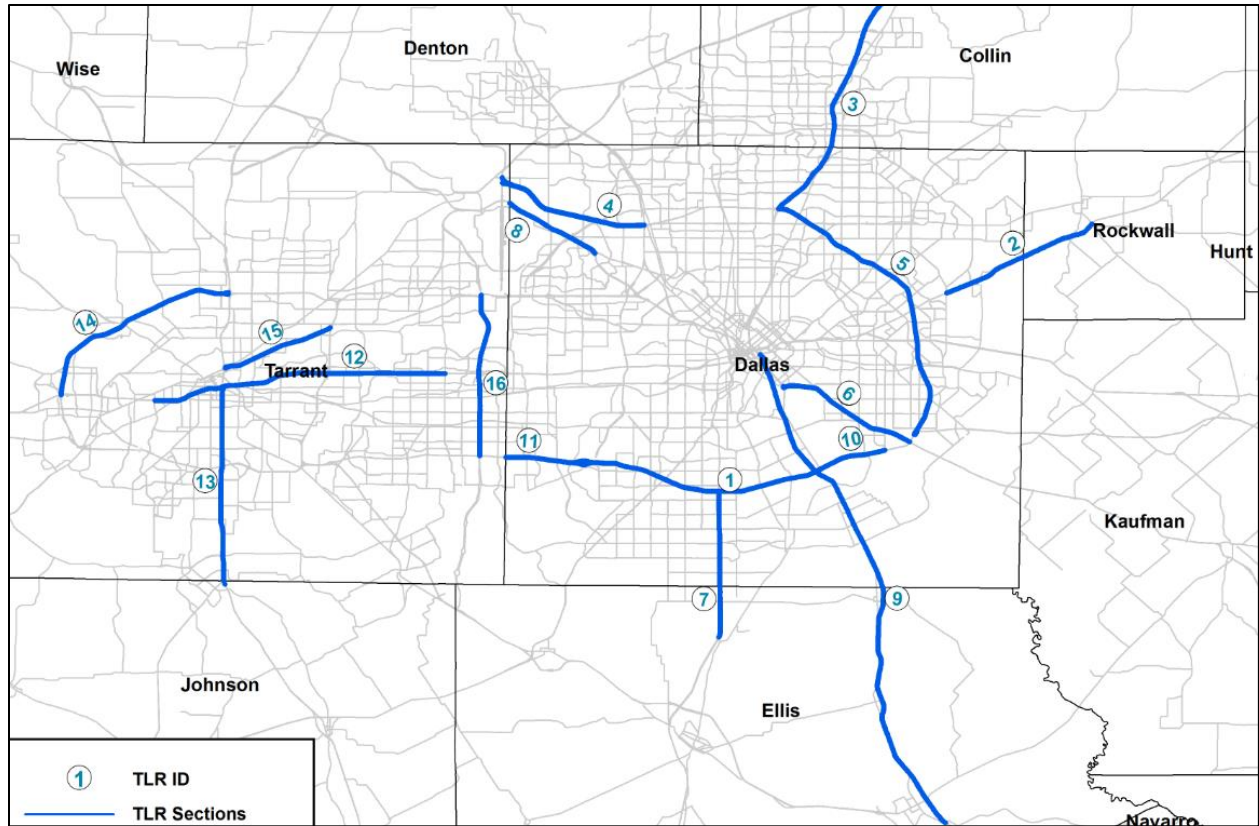 Denton
Collin
Wise
3
4
Rockwall
8
2
Hunt
5
14
15
12
Tarrant
Dallas
16
6
11
10
13
1
Kaufman
7
9
Johnson
Ellis
1 TLR ID
TLR Sections
Navarro